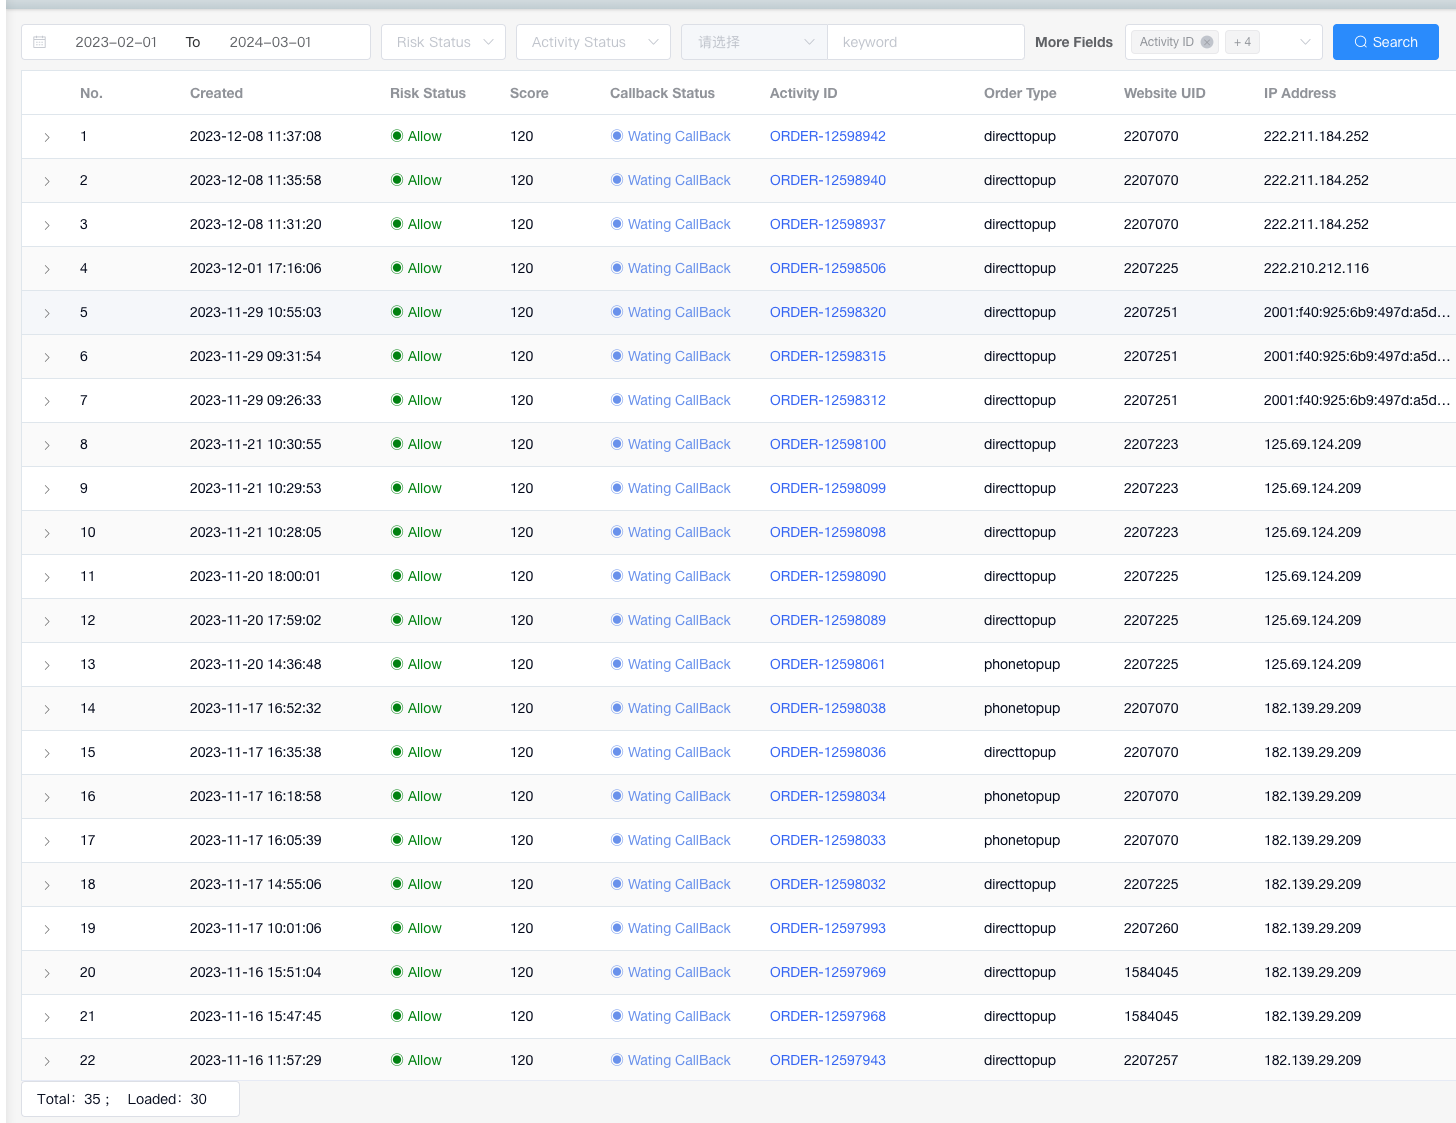 2023-02-01 To 2024-03-01 Risk Status Activity Status 请选择 keyword More Fields Activity ID + 4 Search
No. Created Risk Status Score Callback Status Activity ID Order Type Website UID IP Address
1 2023-12-08 11:37:08 Allow 120 Wating CallBack ORDER-12598942 directtopup 2207070 222.211.184.252
2 2023-12-08 11:35:58 Allow 120 Wating CallBack ORDER-12598940 directtopup 2207070 222.211.184.252
3 2023-12-08 11:31:20 Allow 120 Wating CallBack ORDER-12598937 directtopup 2207070 222.211.184.252
4 2023-12-01 17:16:06 Allow 120 Wating CallBack ORDER-12598506 directtopup 2207225 222.210.212.116
5 2023-11-29 10:55:03 Allow 120 Wating CallBack ORDER-12598320 directtopup 2207251 2001:f40:925:6b9:497d:a5d...
6 2023-11-29 09:31:54 Allow 120 Wating CallBack ORDER-12598315 directtopup 2207251 2001:f40:925:6b9:497d:a5d...
7 2023-11-29 09:26:33 Allow 120 Wating CallBack ORDER-12598312 directtopup 2207251 2001:f40:925:6b9:497d:a5d...
8 2023-11-21 10:30:55 Allow 120 Wating CallBack ORDER-12598100 directtopup 2207223 125.69.124.209
9 2023-11-21 10:29:53 Allow 120 Wating CallBack ORDER-12598099 directtopup 2207223 125.69.124.209
10 2023-11-21 10:28:05 Allow 120 Wating CallBack ORDER-12598098 directtopup 2207223 125.69.124.209
11 2023-11-20 18:00:01 Allow 120 Wating CallBack ORDER-12598090 directtopup 2207225 125.69.124.209
12 2023-11-20 17:59:02 Allow 120 Wating CallBack ORDER-12598089 directtopup 2207225 125.69.124.209
13 2023-11-20 14:36:48 Allow 120 Wating CallBack ORDER-12598061 phonetopup 2207225 125.69.124.209
14 2023-11-17 16:52:32 Allow 120 Wating CallBack ORDER-12598038 phonetopup 2207070 182.139.29.209
15 2023-11-17 16:35:38 Allow 120 Wating CallBack ORDER-12598036 directtopup 2207070 182.139.29.209
16 2023-11-17 16:18:58 Allow 120 Wating CallBack ORDER-12598034 phonetopup 2207070 182.139.29.209
17 2023-11-17 16:05:39 Allow 120 Wating CallBack ORDER-12598033 phonetopup 2207070 182.139.29.209
18 2023-11-17 14:55:06 Allow 120 Wating CallBack ORDER-12598032 directtopup 2207225 182.139.29.209
19 2023-11-17 10:01:06 Allow 120 Wating CallBack ORDER-12597993 directtopup 2207260 182.139.29.209
20 2023-11-16 15:51:04 Allow 120 Wating CallBack ORDER-12597969 directtopup 1584045 182.139.29.209
21 2023-11-16 15:47:45 Allow 120 Wating CallBack ORDER-12597968 directtopup 1584045 182.139.29.209
22 2023-11-16 11:57:29 Allow 120 Wating CallBack ORDER-12597943 directtopup 2207257 182.139.29.209
Total：35； Loaded：30